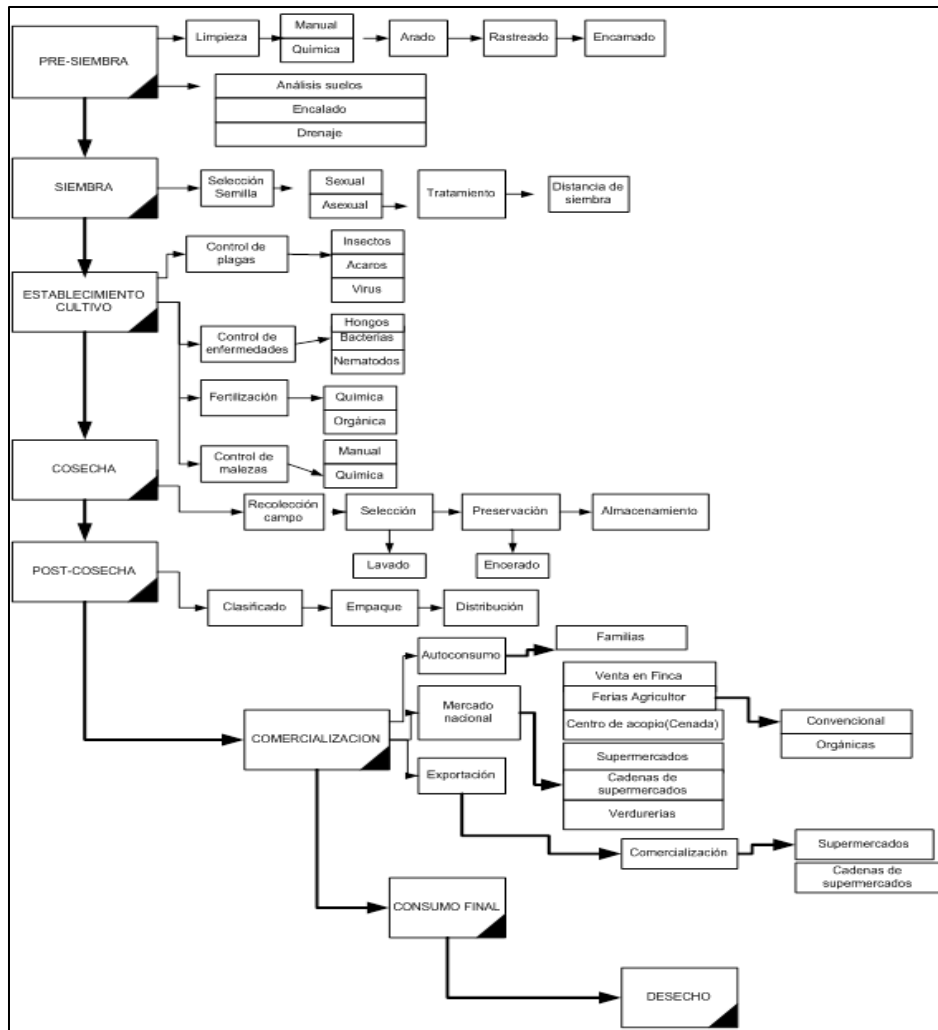 PRE-SIEMBRA
Limpieza
Manual
Química
Arado
Rastreado
Encamado
Análisis suelos
Encalado
Drenaje
SIEMBRA
Selección
Semilla
Sexual
Asexual
Tratamiento
Distancia de
siembra
ESTABLECIMIENTO
CULTIVO
Control de
plagas
Insectos
Acaros
Virus
Control de
enfermedades
Hongos
Bacterias
Nematodos
Fertilización
Química
Orgánica
Control de
malezas
Manual
Química
COSECHA
Recolección
campo
Selección
Preservación
Almacenamiento
Lavado
Encerado
POST-COSECHA
Clasificado
Empaque
Distribución
COMERCIALIZACION
Autoconsumo
Familias
Mercado
nacional
Venta en Finca
Ferias Agricultor
Centro de acopio(Cenada)
Convencional
Orgánicas
Supermercados
Cadenas de
supermercados
Verdurerías
Exportación
Comercialización
Supermercados
Cadenas de
supermercados
CONSUMO FINAL
DESECHO